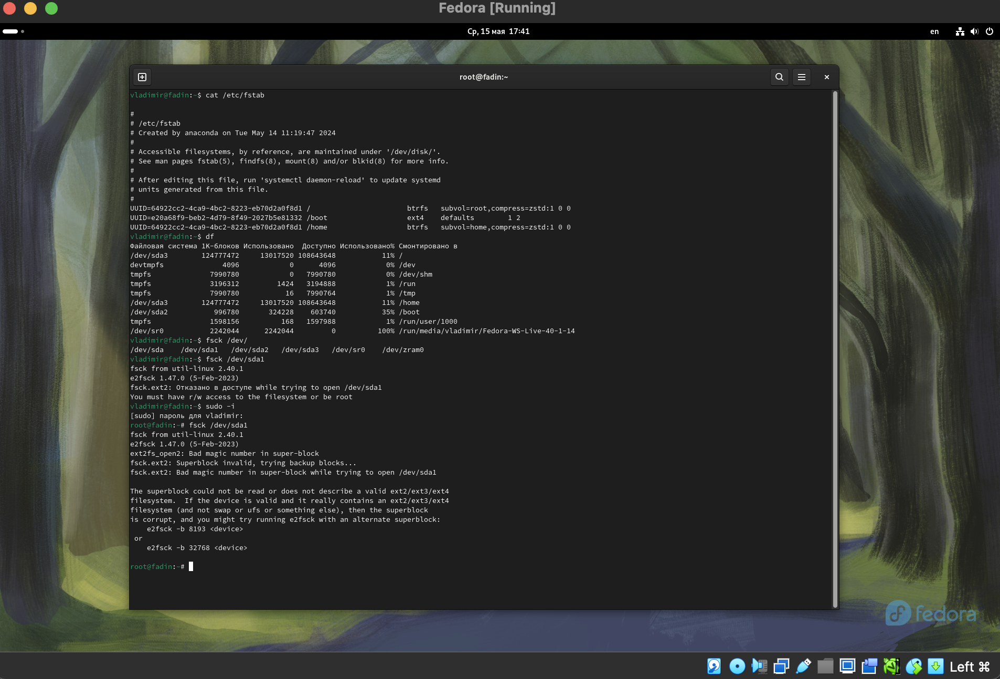 Fedora [Running]
Ср, 15 мая 17:41
en
root@fadin:~
vladimir@fadin:~$ cat /etc/fstab
#
# /etc/fstab
# Created by anaconda on Tue May 14 11:19:47 2024
#
# Accessible filesystems, by reference, are maintained under '/dev/disk/'.
# See man pages fstab(5), findfs(8), mount(8) and/or blkid(8) for more info.
#
# After editing this file, run 'systemctl daemon-reload' to update systemd
# units generated from this file.
#
UUID=64922cc2-4ca9-4bc2-8223-eb70d2a0f8d1 / btrfs subvol=root,compress=zstd:1 0 0
UUID=e20a68f9-beb2-4d79-8f49-2027b5e81332 /boot ext4 defaults 1 2
UUID=64922cc2-4ca9-4bc2-8223-eb70d2a0f8d1 /home btrfs subvol=home,compress=zstd:1 0 0
vladimir@fadin:~$ df
Файловая система 1K-блоков Использовано Доступно Использовано% Смонтировано в
/dev/sda3 124777472 13017520 108643648 11% /
devtmpfs 4096 0 4096 0% /dev
tmpfs 7990780 0 7990780 0% /dev/shm
tmpfs 3196312 1424 3194888 1% /run
tmpfs 7990780 16 7990764 1% /tmp
/dev/sda3 124777472 13017520 108643648 11% /home
/dev/sda2 996780 324228 603740 35% /boot
tmpfs 1598156 168 1597988 1% /run/user/1000
/dev/sr0 2242044 2242044 0 100% /run/media/vladimir/Fedora-WS-Live-40-1-14
vladimir@fadin:~$ fsck /dev/
/dev/sda /dev/sda1 /dev/sda2 /dev/sda3 /dev/sr0 /dev/zram0
vladimir@fadin:~$ fsck /dev/sda1
fsck from util-linux 2.40.1
e2fsck 1.47.0 (5-Feb-2023)
fsck.ext2: Отказано в доступе while trying to open /dev/sda1
You must have r/w access to the filesystem or be root
vladimir@fadin:~$ sudo -i
[sudo] пароль для vladimir:
root@fadin:~# fsck /dev/sda1
fsck from util-linux 2.40.1
e2fsck 1.47.0 (5-Feb-2023)
ext2fs_open2: Bad magic number in super-block
fsck.ext2: Superblock invalid, trying backup blocks...
fsck.ext2: Bad magic number in super-block while trying to open /dev/sda1
The superblock could not be read or does not describe a valid ext2/ext3/ext4
filesystem. If the device is valid and it really contains an ext2/ext3/ext4
filesystem (and not swap or ufs or something else), then the superblock
is corrupt, and you might try running e2fsck with an alternate superblock:
e2fsck -b 8193 <device>
or
e2fsck -b 32768 <device>
root@fadin:~#
fedora
Left ⌘